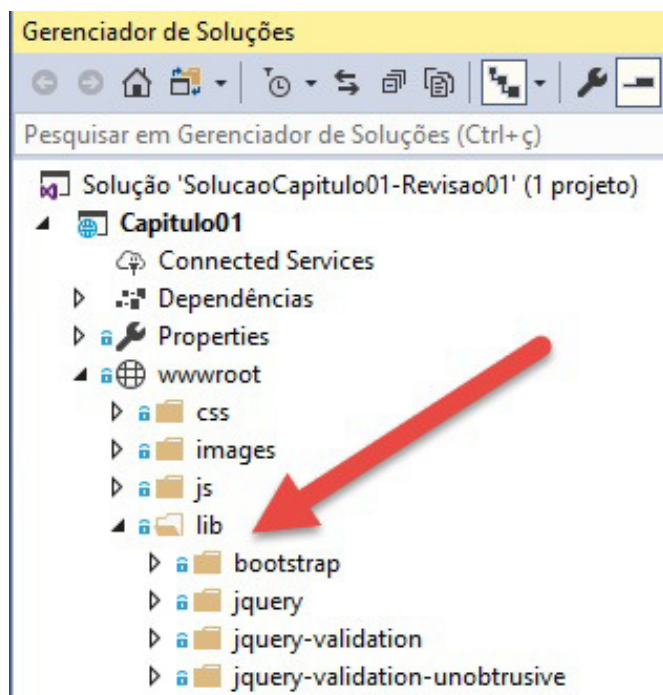 Gerenciador de Soluções
Pesquisar em Gerenciador de Soluções (Ctrl+ç)
Solução 'SolucaoCapitulo01-Revisao01' (1 projeto)
Capitulo01
Connected Services
Dependências
Properties
wwwroot
css
images
js
lib
bootstrap
jquery
jquery-validation
jquery-validation-unobtrusive